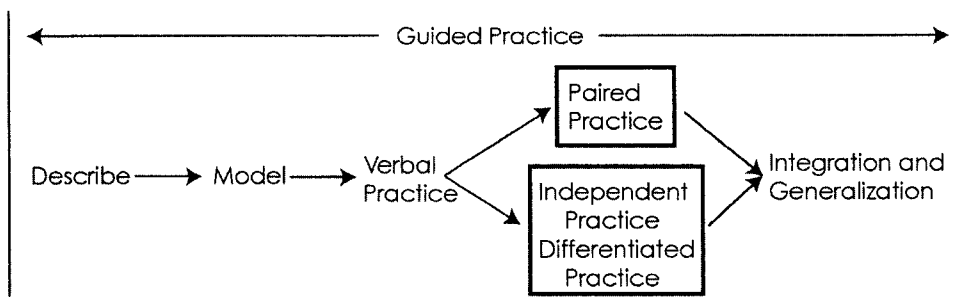 Guided Practice
Describe
Model
Verbal
Practice
Paired
Practice
Independent
Practice
Differentiated
Practice
Integration and
Generalization